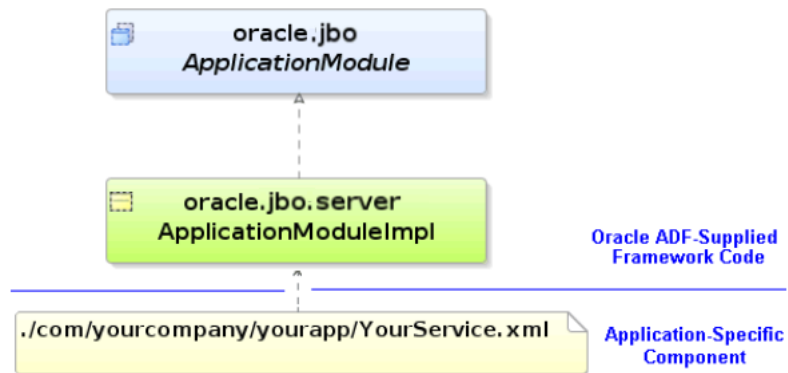 oracle.jbo
ApplicationModule
oracle.jbo.server
ApplicationModuleImpl
Oracle ADF-Supplied
Framework Code
./com/yourcompany/yourapp/YourService.xml
Application-Specific
Component